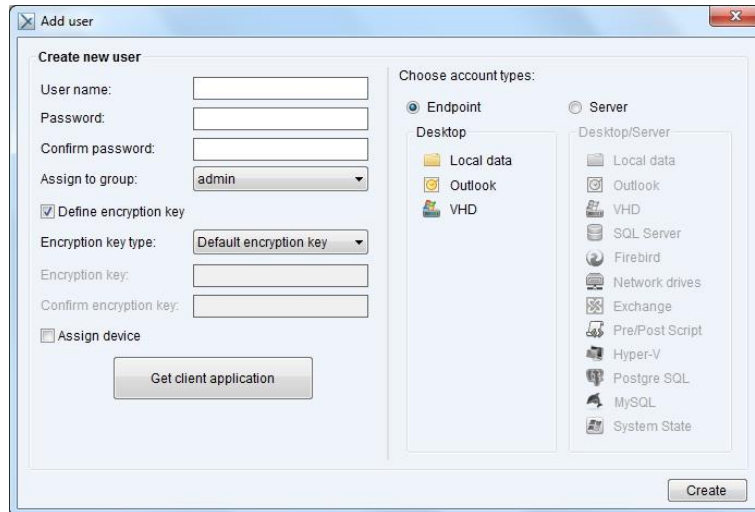 Add user
Create new user
User name:
Password:
Confirm password:
Assign to group:
admin
Define encryption key
Encryption key type:
Default encryption key
Encryption key:
Confirm encryption key:
Assign device
Get client application
Choose account types:
Endpoint
Desktop
Local data
Outlook
VHD
Server
Desktop/Server
Local data
Outlook
VHD
SQL Server
Firebird
Network drives
Exchange
Pre/Post Script
Hyper-V
Postgre SQL
MySQL
System State
Create